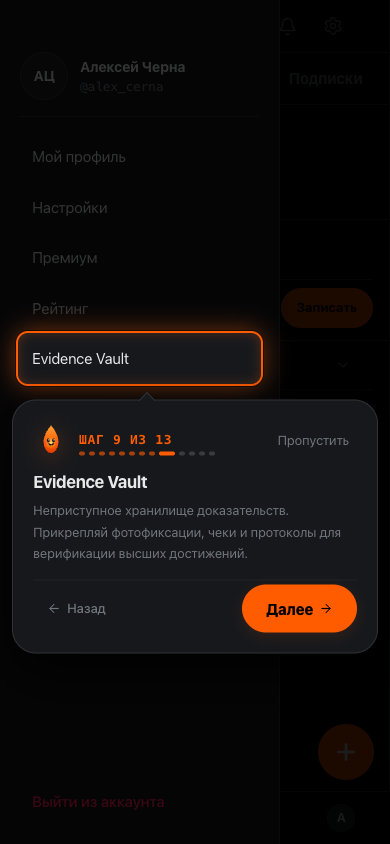 АЦ
Алексей Черна
@alex_cerna
Подписки
Мой профиль
Настройки
Премиум
Рейтинг
Записать
Evidence Vault
ШАГ 9 ИЗ 13
Пропустить
Evidence Vault
Неприступное хранилище доказательств.
Прикрепляй фотофиксации, чеки и протоколы для
верификации высших достижений.
← Назад
Далее →
Выйти из аккаунта
A